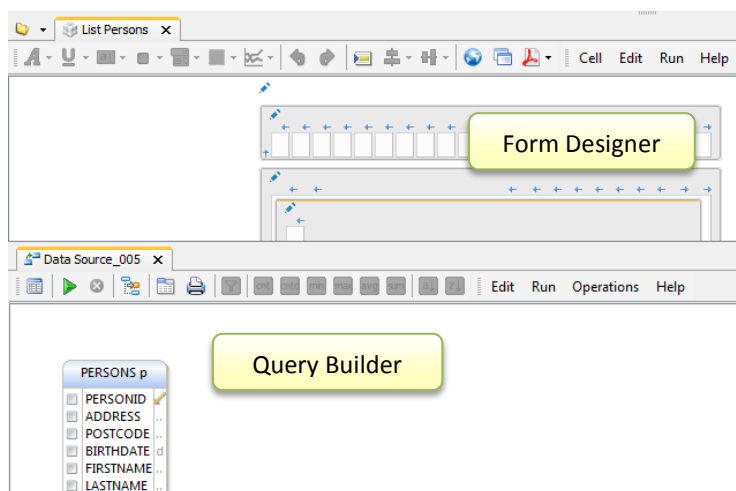 List Persons X
A U Cell Edit Run Help
Form Designer
Data Source_005 X
cnt cntd min max avg sum a↓ z↓ Edit Run Operations Help
Query Builder
PERSONS p
PERSONID
ADDRESS ..
POSTCODE ..
BIRTHDATE d
FIRSTNAME ..
LASTNAME ..